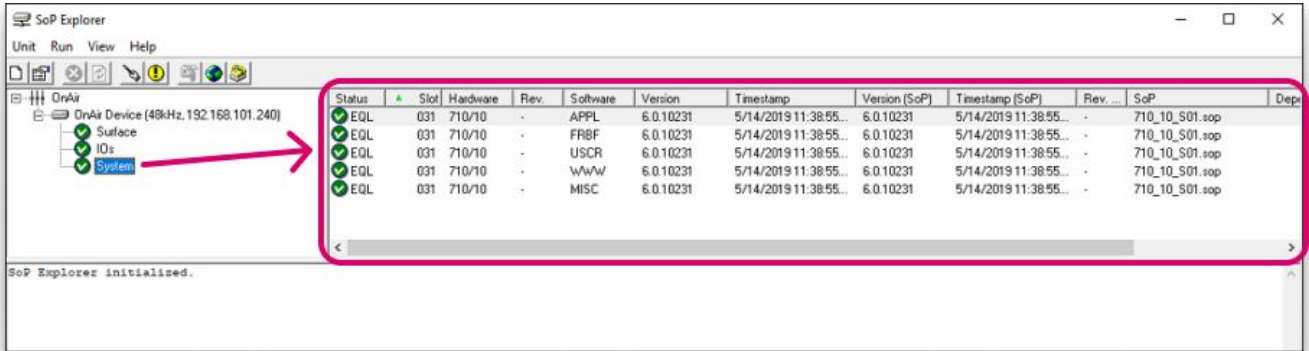 SoP Explorer
Unit Run View Help
OnAir
OnAir Device (48kHz, 192.168.101.240)
Surface
IOs
System
Status Slot Hardware Rev. Software Version Timestamp Version (SoP) Timestamp (SoP) Rev. ... SoP Depe
EQL 031 710/10 - APPL 6.0.10231 5/14/2019 11:38:55... 6.0.10231 5/14/2019 11:38:55... - 710_10_S01.sop
EQL 031 710/10 - FRBF 6.0.10231 5/14/2019 11:38:55... 6.0.10231 5/14/2019 11:38:55... - 710_10_S01.sop
EQL 031 710/10 - USCR 6.0.10231 5/14/2019 11:38:55... 6.0.10231 5/14/2019 11:38:55... - 710_10_S01.sop
EQL 031 710/10 - WWW 6.0.10231 5/14/2019 11:38:55... 6.0.10231 5/14/2019 11:38:55... - 710_10_S01.sop
EQL 031 710/10 - MISC 6.0.10231 5/14/2019 11:38:55... 6.0.10231 5/14/2019 11:38:55... - 710_10_S01.sop
SoP Explorer initialized.